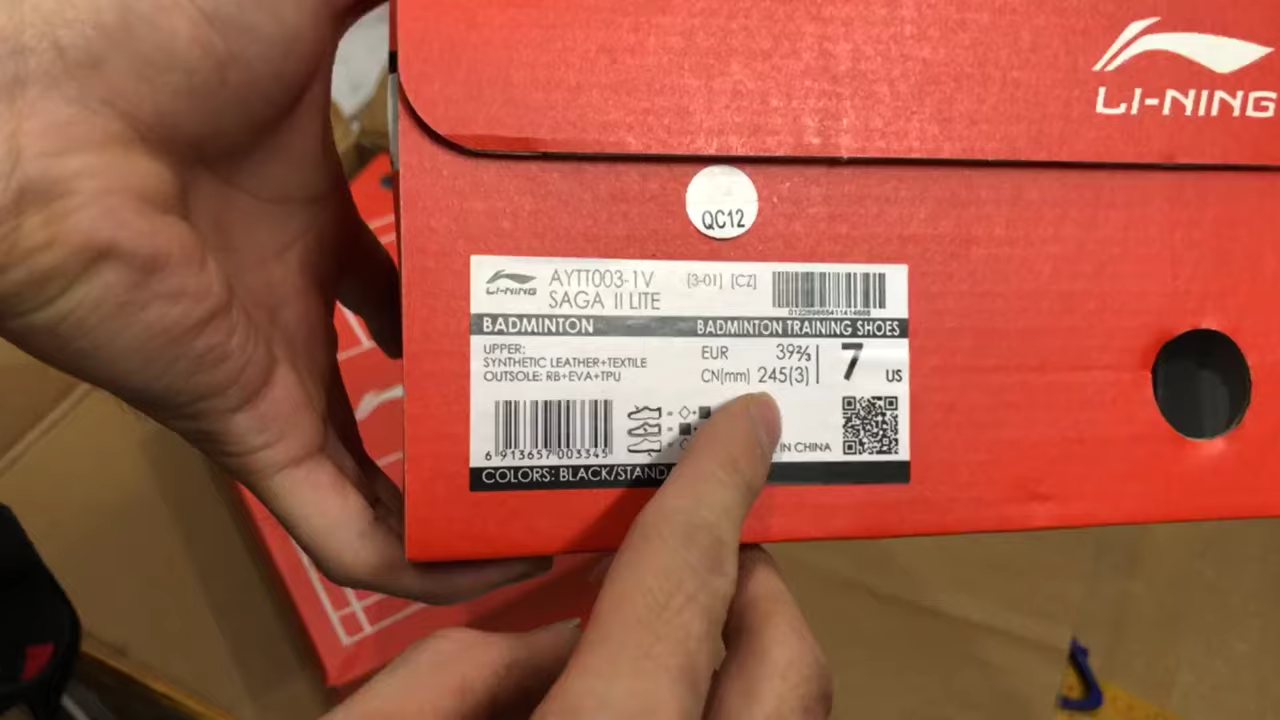 LI-NING
QC12
LI-NING
AYTT003-1V [3-01] [CZ]
SAGA II LITE
BADMINTON BADMINTON TRAINING SHOES
UPPER:
SYNTHETIC LEATHER+TEXTILE
OUTSOLE: RB+EVA+TPU
EUR 39⅔
CN(mm) 245(3)
7 US
6 913657 003345
IN CHINA
COLORS: BLACK/STAND